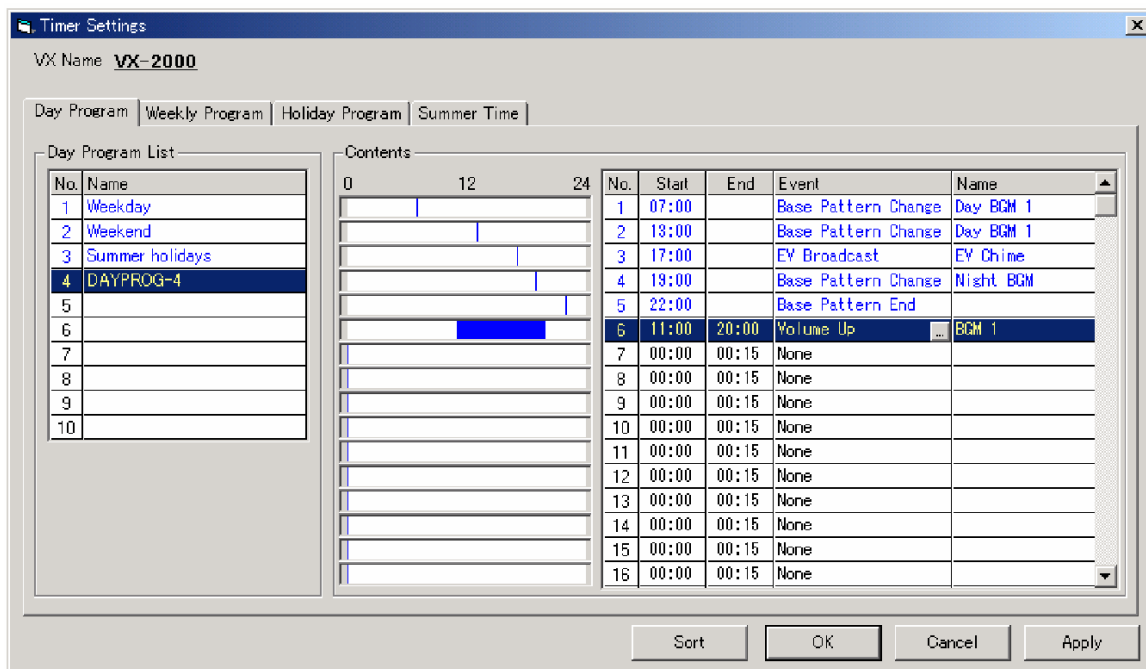 Timer Settings
VX Name VX-2000
Day Program Weekly Program Holiday Program Summer Time
Day Program List
No. Name
1 Weekday
2 Weekend
3 Summer holidays
4 DAYPROG-4
5
6
7
8
9
10
Contents
0 12 24
No. Start End Event Name
1 07:00 Base Pattern Change Day BGM 1
2 13:00 Base Pattern Change Day BGM 1
3 17:00 EV Broadcast EV Chime
4 19:00 Base Pattern Change Night BGM
5 22:00 Base Pattern End
6 11:00 20:00 Volume Up ... BGM 1
7 00:00 00:15 None
8 00:00 00:15 None
9 00:00 00:15 None
10 00:00 00:15 None
11 00:00 00:15 None
12 00:00 00:15 None
13 00:00 00:15 None
14 00:00 00:15 None
15 00:00 00:15 None
16 00:00 00:15 None
Sort OK Cancel Apply